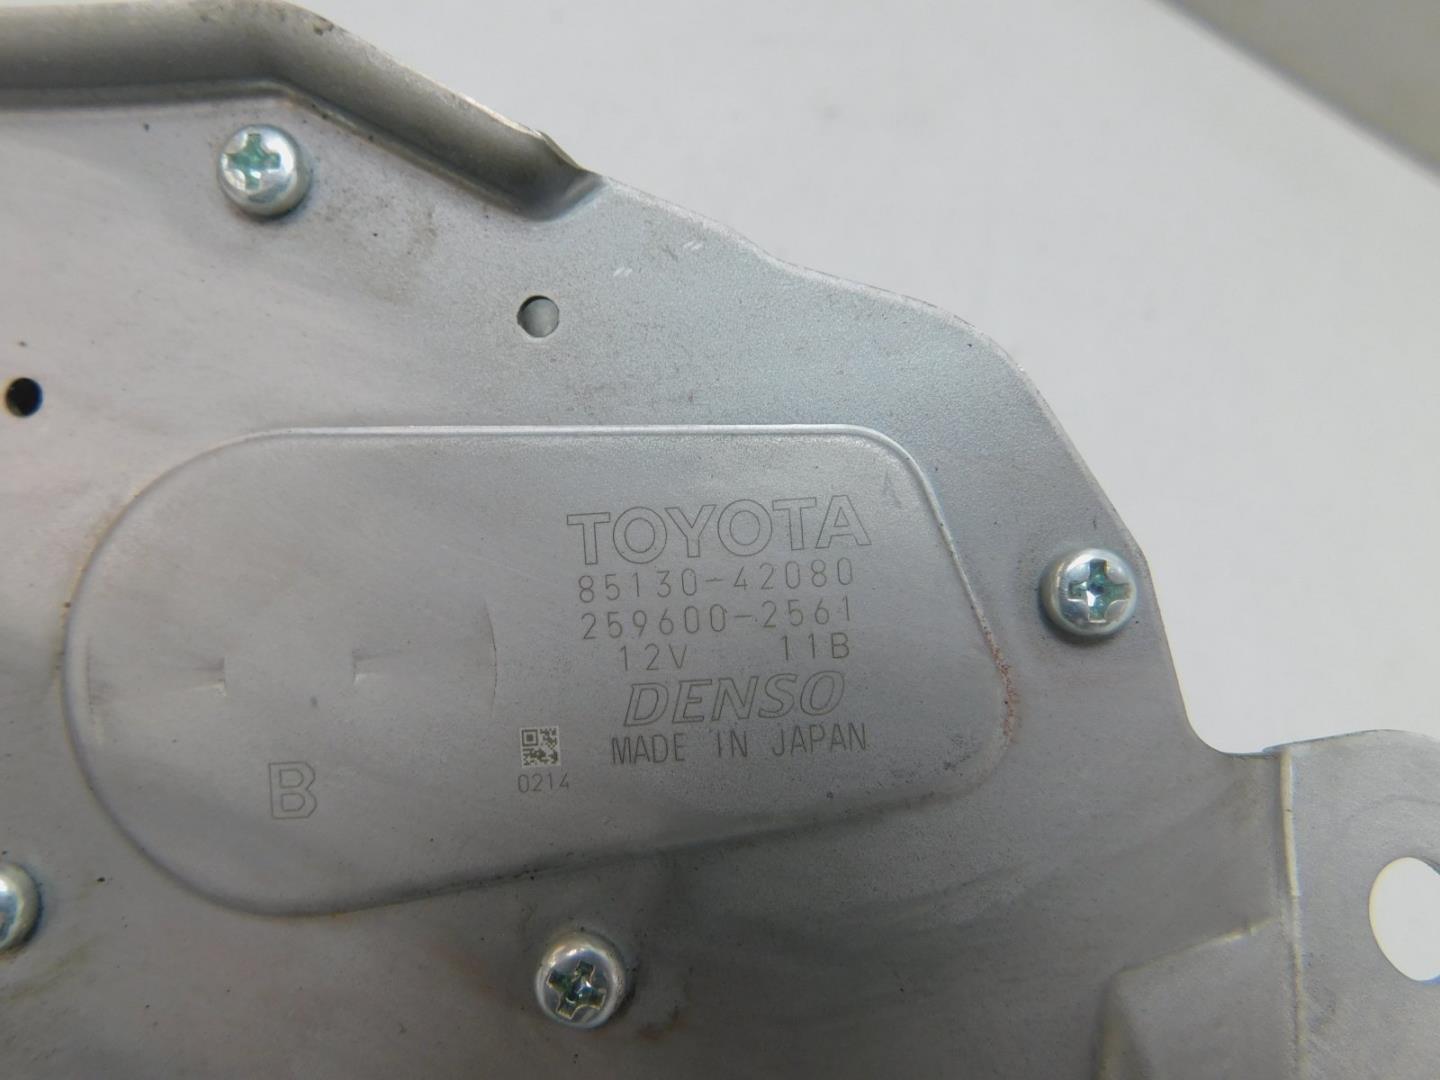 TOYOTA
85130-42080
259600-2561
12V 11B
DENSO
MADE IN JAPAN
0214
B